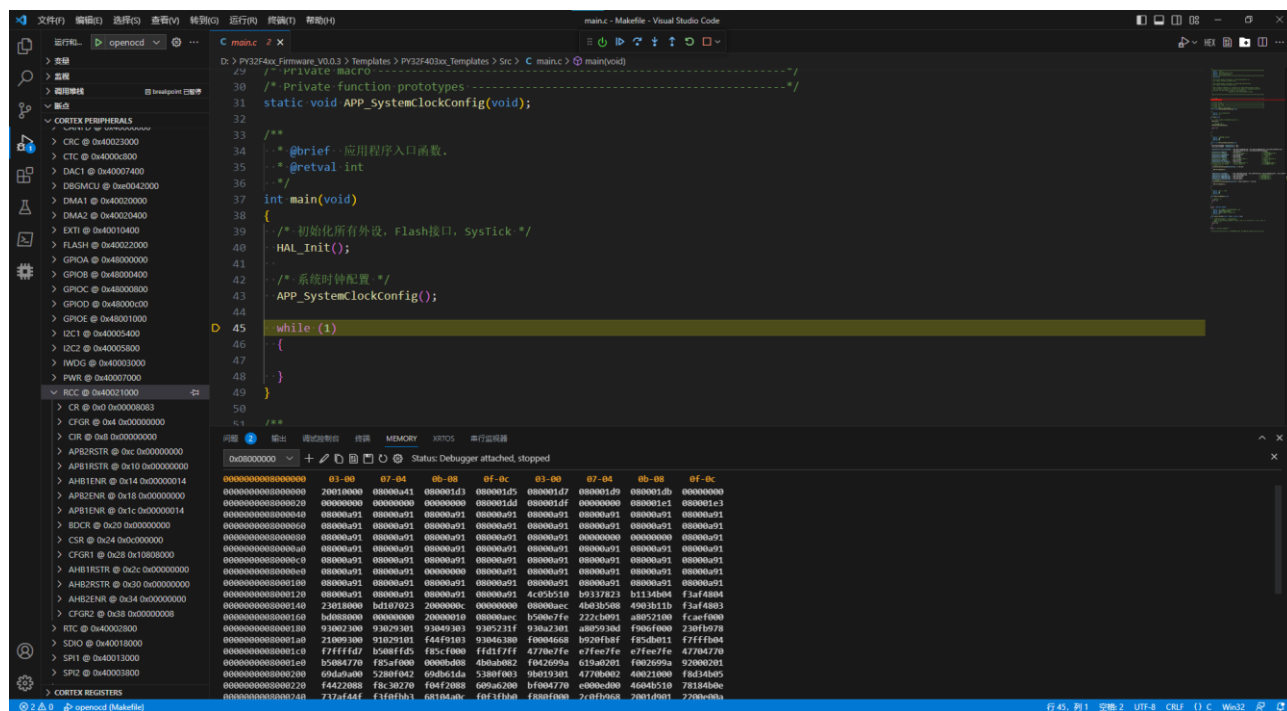 文件(F) 编辑(E) 选择(S) 查看(V) 转到(G) 运行(R) 终端(T) 帮助(H) main.c - Makefile - Visual Studio Code
运行和... openocd
变量
监视
调用堆栈 因 breakpoint 已暂停
断点
CORTEX PERIPHERALS
CRC @ 0x40023000
CTC @ 0x4000c800
DAC1 @ 0x40007400
DBGMCU @ 0xe0042000
DMA1 @ 0x40020000
DMA2 @ 0x40020400
EXTI @ 0x40010400
FLASH @ 0x40022000
GPIOA @ 0x48000000
GPIOB @ 0x48000400
GPIOC @ 0x48000800
GPIOD @ 0x48000c00
GPIOE @ 0x48001000
I2C1 @ 0x40005400
I2C2 @ 0x40005800
IWDG @ 0x40003000
PWR @ 0x40007000
RCC @ 0x40021000
CR @ 0x0 0x00008083
CFGR @ 0x4 0x00000000
CIR @ 0x8 0x00000000
APB2RSTR @ 0xc 0x00000000
APB1RSTR @ 0x10 0x00000000
AHB1ENR @ 0x14 0x00000014
APB2ENR @ 0x18 0x00000000
APB1ENR @ 0x1c 0x00000014
BDCR @ 0x20 0x00000000
CSR @ 0x24 0x0c000000
CFGR1 @ 0x28 0x10808000
AHB1RSTR @ 0x2c 0x00000000
AHB2RSTR @ 0x30 0x00000000
AHB2ENR @ 0x34 0x00000000
CFGR2 @ 0x38 0x00000008
RTC @ 0x40002800
SDIO @ 0x40018000
SPI1 @ 0x40013000
SPI2 @ 0x40003800
CORTEX REGISTERS
C main.c 2 HEX
D: > PY32F4xx_Firmware_V0.0.3 > Templates > PY32F403xx_Templates > Src > C main.c > main(void)
29 /* Private macro ------------------------------------------------------------*/
30 /* Private function prototypes -----------------------------------------------*/
31 static void APP_SystemClockConfig(void);
32
33 /**
34 * @brief 应用程序入口函数.
35 * @retval int
36 */
37 int main(void)
38 {
39 /* 初始化所有外设，Flash接口，SysTick */
40 HAL_Init();
41
42 /* 系统时钟配置 */
43 APP_SystemClockConfig();
44
45 while (1)
46 {
47
48 }
49 }
50
51 /**
问题 2 输出 调试控制台 终端 MEMORY XRTOS 串行监视器
0x08000000 Status: Debugger attached, stopped
0000000008000000 03-00 07-04 0b-08 0f-0c 03-00 07-04 0b-08 0f-0c
0000000008000000 20010000 08000a41 080001d3 080001d5 080001d7 080001d9 080001db 00000000
0000000008000020 00000000 00000000 00000000 080001dd 080001df 00000000 080001e1 080001e3
0000000008000040 08000a91 08000a91 08000a91 08000a91 08000a91 08000a91 08000a91 08000a91
0000000008000060 08000a91 08000a91 08000a91 08000a91 08000a91 08000a91 08000a91 08000a91
0000000008000080 08000a91 08000a91 08000a91 08000a91 08000a91 00000000 00000000 08000a91
00000000080000a0 08000a91 08000a91 08000a91 08000a91 08000a91 08000a91 08000a91 08000a91
00000000080000c0 08000a91 08000a91 08000a91 08000a91 08000a91 08000a91 08000a91 08000a91
00000000080000e0 08000a91 08000a91 00000000 08000a91 08000a91 08000a91 08000a91 08000a91
0000000008000100 08000a91 08000a91 08000a91 08000a91 08000a91 08000a91 08000a91 08000a91
0000000008000120 08000a91 08000a91 08000a91 08000a91 4c05b510 b9337823 b1134b04 f3af4804
0000000008000140 23018000 bd107023 2000000c 00000000 08000aec 4b03b508 4903b11b f3af4803
0000000008000160 bd088000 00000000 20000010 08000aec b500e7fe 222cb091 a8052100 fcaef000
0000000008000180 93002300 93029301 93049303 9305231f 930a2301 a805930d f906f000 230fb978
00000000080001a0 21009300 91029101 f44f9103 93046380 f0004668 b920fb8f f85db011 f7fffb04
00000000080001c0 f7ffffd7 b508ffd5 f85cf000 ffd1f7ff 4770e7fe e7fee7fe e7fee7fe 47704770
00000000080001e0 b5084770 f85af000 0000bd08 4b0ab082 f042699a 619a0201 f002699a 92000201
0000000008000200 69da9a00 5280f042 69db61da 5380f003 9b019301 4770b002 40021000 f8d34b05
0000000008000220 f4422088 f8c30270 f04f2088 609a6200 bf004770 e000ed00 4604b510 78184b0e
行 45，列 1 空格: 2 UTF-8 CRLF {} C Win32
2 0 openocd (Makefile)